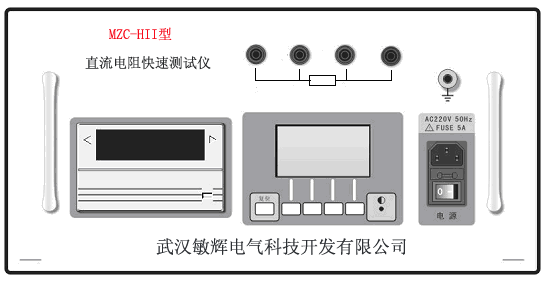 MZC-HII型
直流电阻快速测试仪
AC220V 50Hz
FUSE 5A
复位
电 源
武汉敏辉电气科技开发有限公司